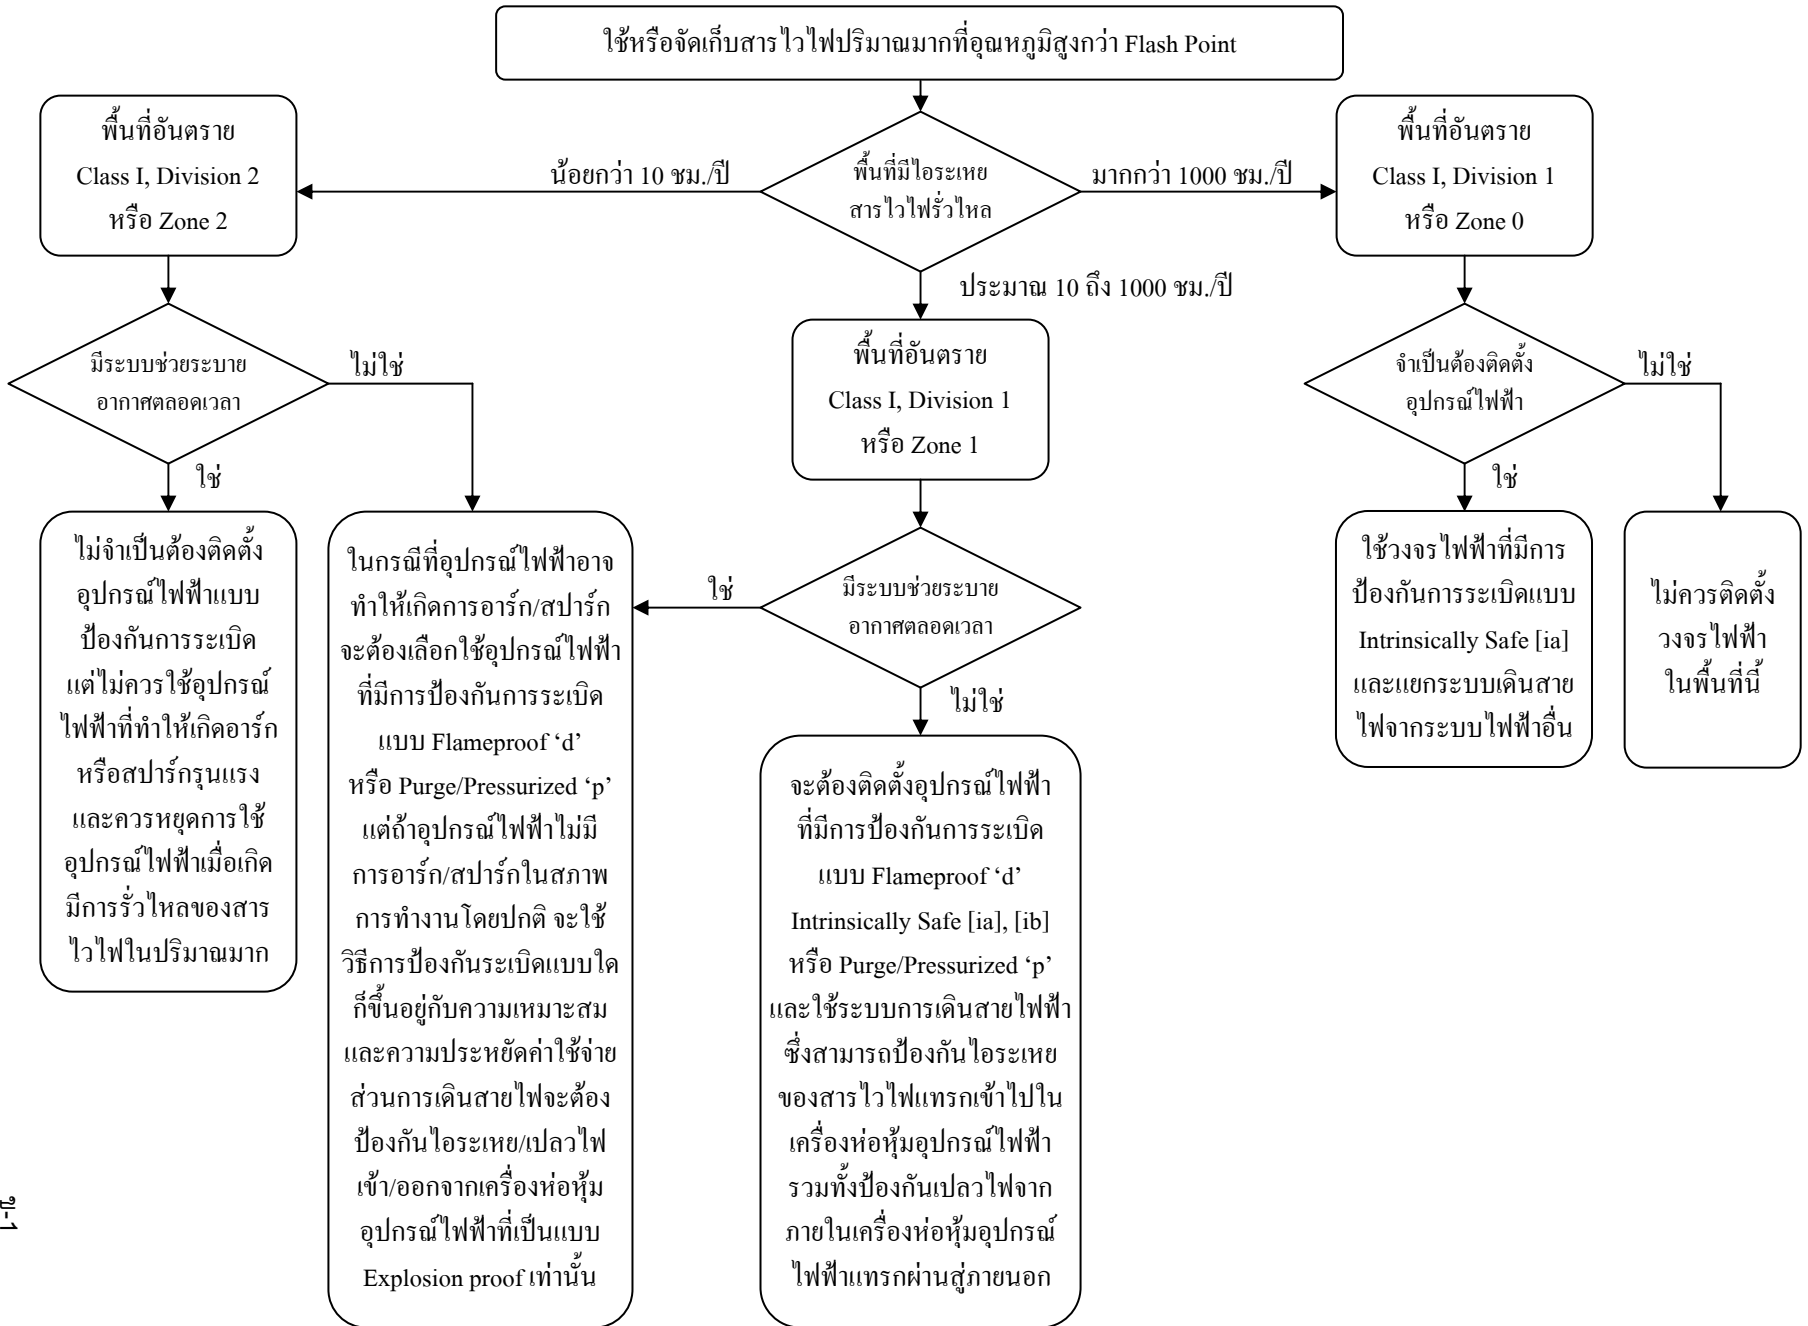 ใช้หรือจัดเก็บสารไวไฟปริมาณมากที่อุณหภูมิสูงกว่า Flash Point
พื้นที่อันตราย
Class I, Division 2
หรือ Zone 2
น้อยกว่า 10 ชม./ปี
พื้นที่มีไอระเหย
สารไวไฟรั่วไหล
มากกว่า 1000 ชม./ปี
พื้นที่อันตราย
Class I, Division 1
หรือ Zone 0
ประมาณ 10 ถึง 1000 ชม./ปี
มีระบบช่วยระบาย
อากาศตลอดเวลา
ไม่ใช่
ใช่
พื้นที่อันตราย
Class I, Division 1
หรือ Zone 1
จำเป็นต้องติดตั้ง
อุปกรณ์ไฟฟ้า
ไม่ใช่
ใช่
ไม่จำเป็นต้องติดตั้ง
อุปกรณ์ไฟฟ้าแบบ
ป้องกันการระเบิด
แต่ไม่ควรใช้อุปกรณ์
ไฟฟ้าที่ทำให้เกิดอาร์ก
หรือสปาร์กรุนแรง
และควรหยุดการใช้
อุปกรณ์ไฟฟ้าเมื่อเกิด
มีการรั่วไหลของสาร
ไวไฟในปริมาณมาก
ในกรณีที่อุปกรณ์ไฟฟ้าอาจ
ทำให้เกิดการอาร์ก/สปาร์ก
จะต้องเลือกใช้อุปกรณ์ไฟฟ้า
ที่มีการป้องกันการระเบิด
แบบ Flameproof ‘d’
หรือ Purge/Pressurized ‘p’
แต่ถ้าอุปกรณ์ไฟฟ้าไม่มี
การอาร์ก/สปาร์กในสภาพ
การทำงานโดยปกติ จะใช้
วิธีการป้องกันระเบิดแบบใด
ก็ขึ้นอยู่กับความเหมาะสม
และความประหยัดค่าใช้จ่าย
ส่วนการเดินสายไฟจะต้อง
ป้องกันไอระเหย/เปลวไฟ
เข้า/ออกจากเครื่องห่อหุ้ม
อุปกรณ์ไฟฟ้าที่เป็นแบบ
Explosion proof เท่านั้น
ใช่
มีระบบช่วยระบาย
อากาศตลอดเวลา
ไม่ใช่
จะต้องติดตั้งอุปกรณ์ไฟฟ้า
ที่มีการป้องกันการระเบิด
แบบ Flameproof ‘d’
Intrinsically Safe [ia], [ib]
หรือ Purge/Pressurized ‘p’
และใช้ระบบการเดินสายไฟฟ้า
ซึ่งสามารถป้องกันไอระเหย
ของสารไวไฟแทรกเข้าไปใน
เครื่องห่อหุ้มอุปกรณ์ไฟฟ้า
รวมทั้งป้องกันเปลวไฟจาก
ภายในเครื่องห่อหุ้มอุปกรณ์
ไฟฟ้าแทรกผ่านสู่ภายนอก
ใช้วงจรไฟฟ้าที่มีการ
ป้องกันการระเบิดแบบ
Intrinsically Safe [ia]
และแยกระบบเดินสาย
ไฟจากระบบไฟฟ้าอื่น
ไม่ควรติดตั้ง
วงจรไฟฟ้า
ในพื้นที่นี้
ข-1